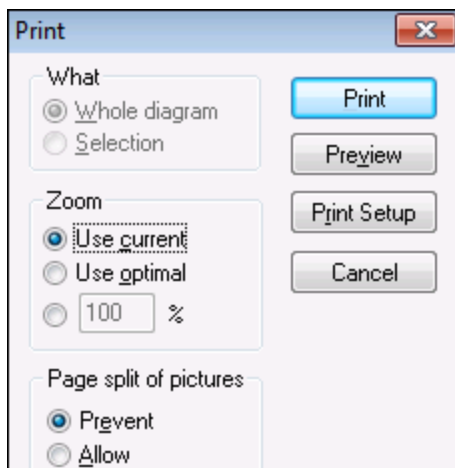 Print
What
Whole diagram
Selection
Zoom
Use current
Use optimal
100 %
Page split of pictures
Prevent
Allow
Print
Preview
Print Setup
Cancel